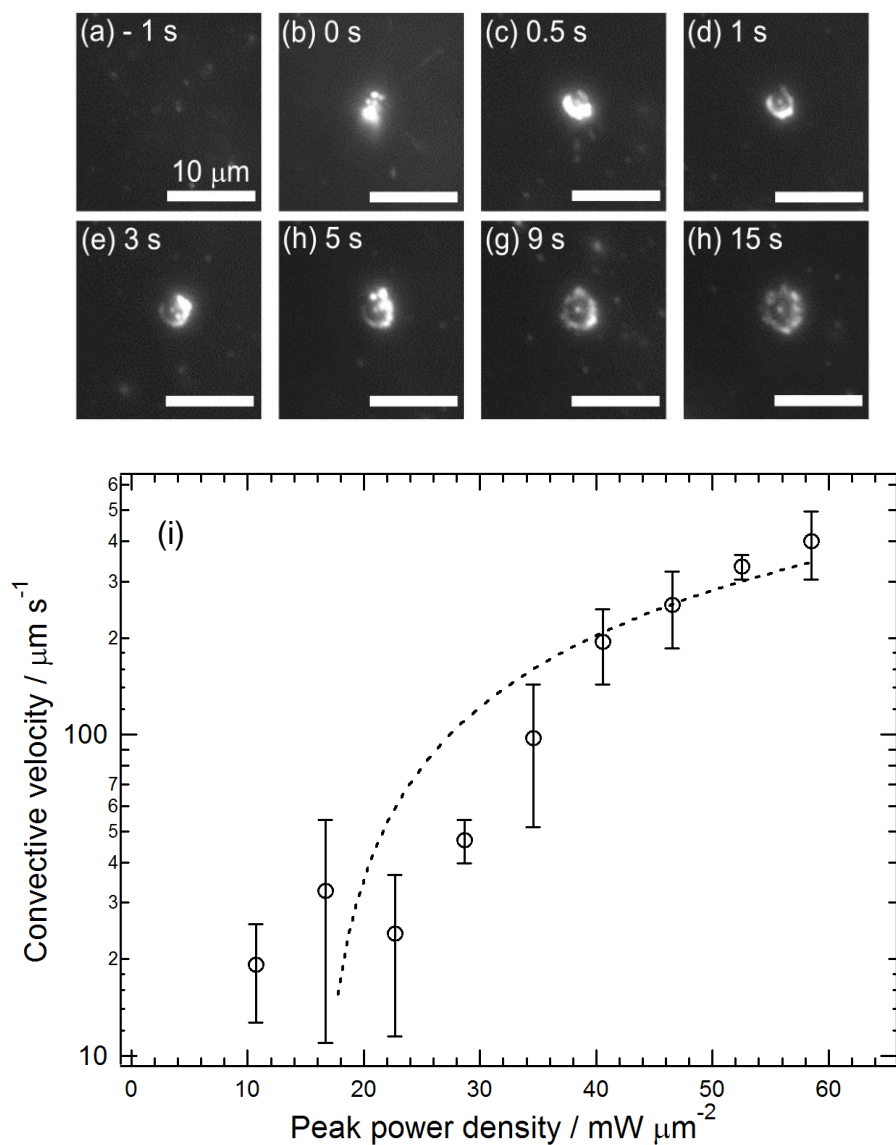 (a) - 1 s
(b) 0 s
(c) 0.5 s
(d) 1 s
10 μm
(e) 3 s
(h) 5 s
(g) 9 s
(h) 15 s
(i)
6
5
4
3
2
100
7
6
5
4
3
2
10
0 10 20 30 40 50 60
Convective velocity / μm s⁻¹
Peak power density / mW μm⁻²